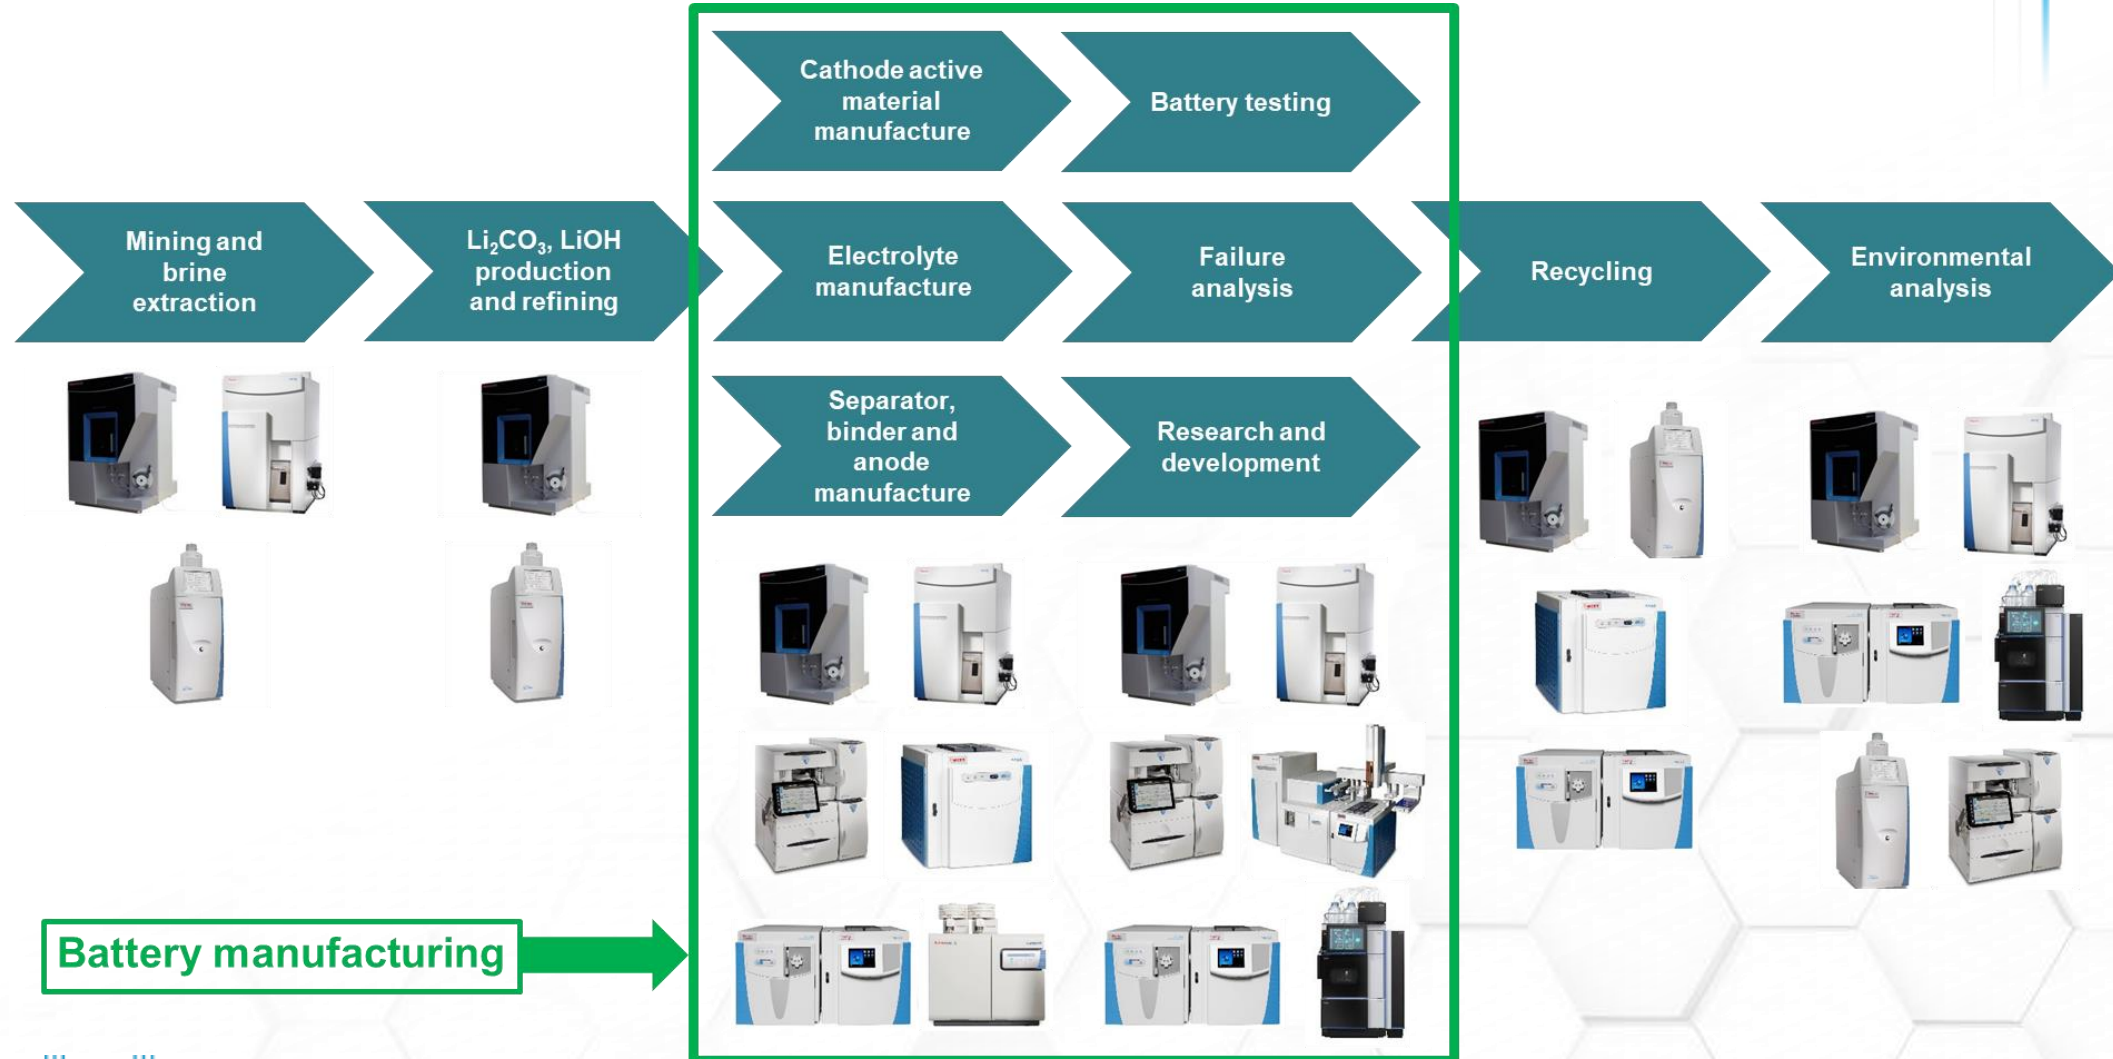 Cathode active
material
manufacture
Battery testing
Mining and
brine
extraction
Li₂CO₃, LiOH
production
and refining
Electrolyte
manufacture
Failure
analysis
Recycling
Environmental
analysis
Separator,
binder and
anode
manufacture
Research and
development
Battery manufacturing